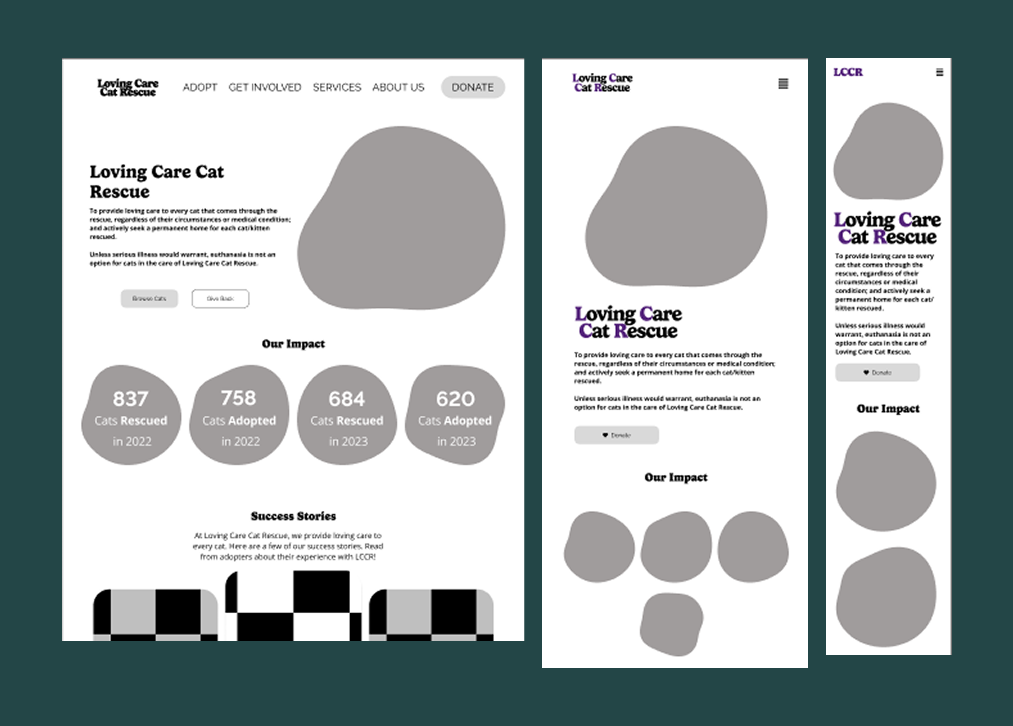 Loving Care
Cat Rescue
ADOPT GET INVOLVED SERVICES ABOUT US DONATE
Loving Care Cat
Rescue
To provide loving care to every cat that comes through the
rescue, regardless of their circumstances or medical condition;
and actively seek a permanent home for each cat/kitten
rescued.
Unless serious illness would warrant, euthanasia is not an
option for cats in the care of Loving Care Cat Rescue.
Browse Cats Give Back
Our Impact
837
Cats Rescued
in 2022
758
Cats Adopted
in 2022
684
Cats Rescued
in 2023
620
Cats Adopted
in 2023
Success Stories
At Loving Care Cat Rescue, we provide loving care to
every cat. Here are a few of our success stories. Read
from adopters about their experience with LCCR!
Loving Care
Cat Rescue
Loving Care
Cat Rescue
To provide loving care to every cat that comes through the
rescue, regardless of their circumstances or medical condition;
and actively seek a permanent home for each cat/kitten
rescued.
Unless serious illness would warrant, euthanasia is not an
option for cats in the care of Loving Care Cat Rescue.
Donate
Our Impact
LCCR
Loving Care
Cat Rescue
To provide loving care to every
cat that comes through the
rescue, regardless of their
circumstances or medical
condition; and actively seek a
permanent home for each cat/
kitten rescued.
Unless serious illness would
warrant, euthanasia is not an
option for cats in the care of
Loving Care Cat Rescue.
Donate
Our Impact